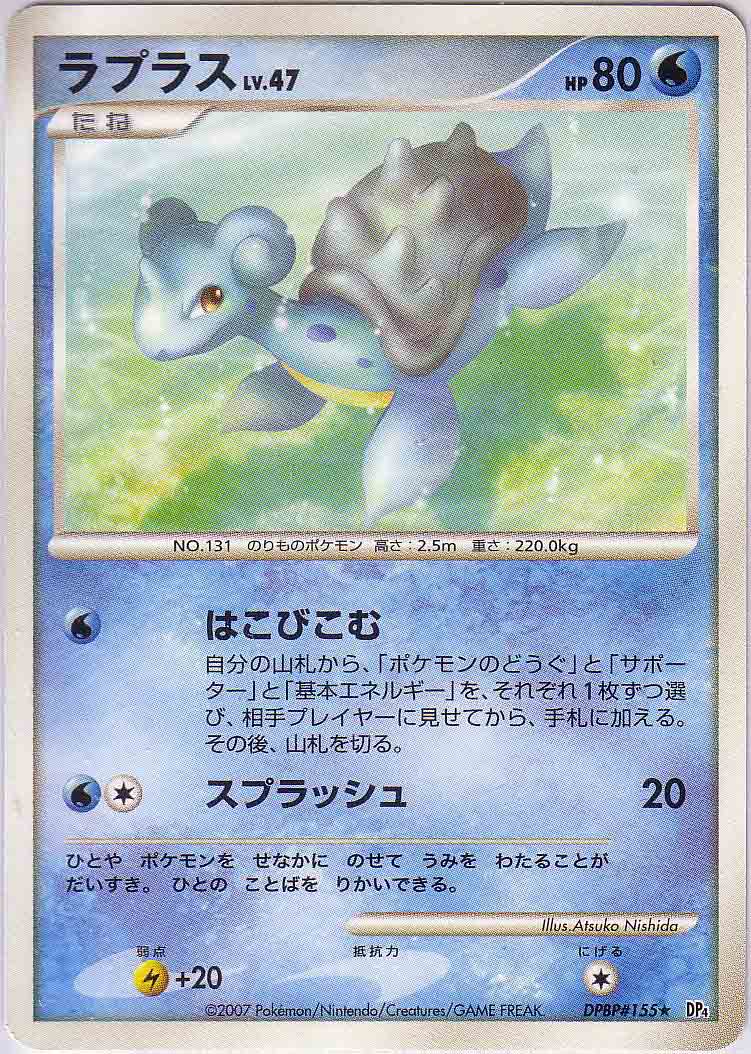 ラプラス LV.47 HP 80
たね
NO.131 のりものポケモン 高さ:2.5m 重さ:220.0kg
はこびこむ
自分の山札から、「ポケモンのどうぐ」と「サポー
ター」と「基本エネルギー」を、それぞれ1枚ずつ選
び、相手プレイヤーに見せてから、手札に加える。
その後、山札を切る。
スプラッシュ 20
ひとや ポケモンを せなかに のせて うみを わたることが
だいすき。 ひとの ことばを りかいできる。
Illus.Atsuko Nishida
弱点 抵抗力 にげる
+20
©2007 Pokémon/Nintendo/Creatures/GAME FREAK. DPBP#155★ DP4